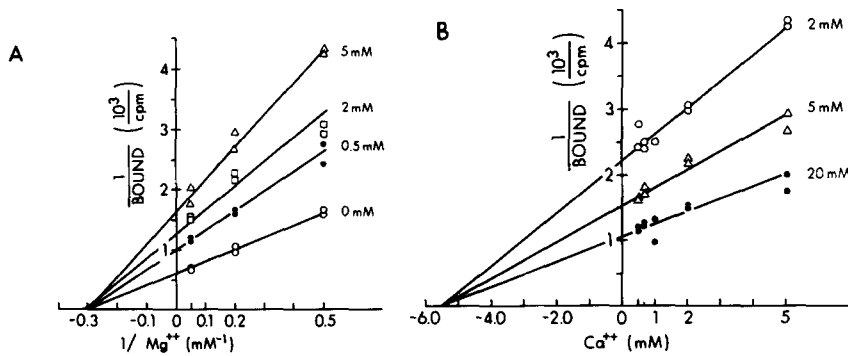 A
1
BOUND
(10³
cpm)
4
3
2
1
5 mM
2 mM
0.5 mM
0 mM
-0.3 -0.1 0 0.1 0.2 0.5
1/ Mg⁺⁺ (mM⁻¹)
B
1
BOUND
(10³
cpm)
4
3
2
1
2 mM
5 mM
20 mM
-6.0 -4.0 -2.0 0 1 2 5
Ca⁺⁺ (mM)